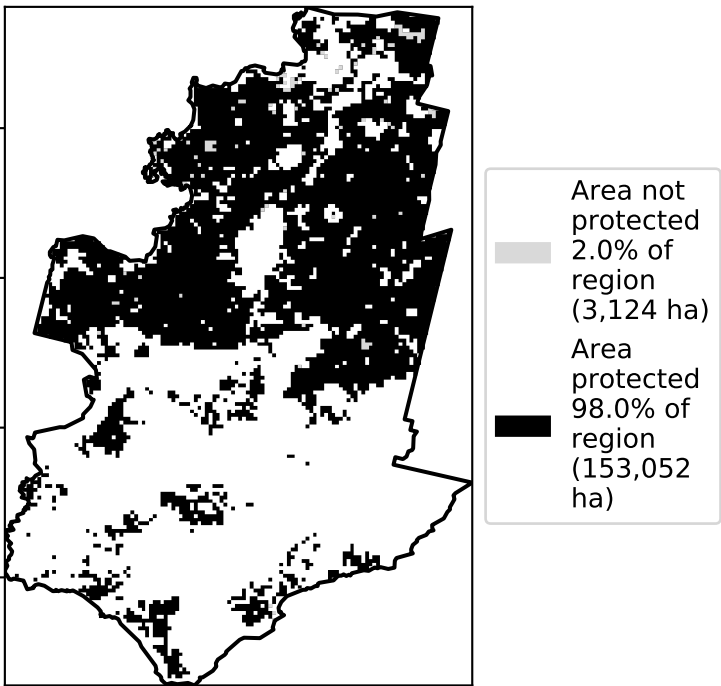 Area not
protected
2.0% of
region
(3,124 ha)
Area
protected
98.0% of
region
(153,052
ha)